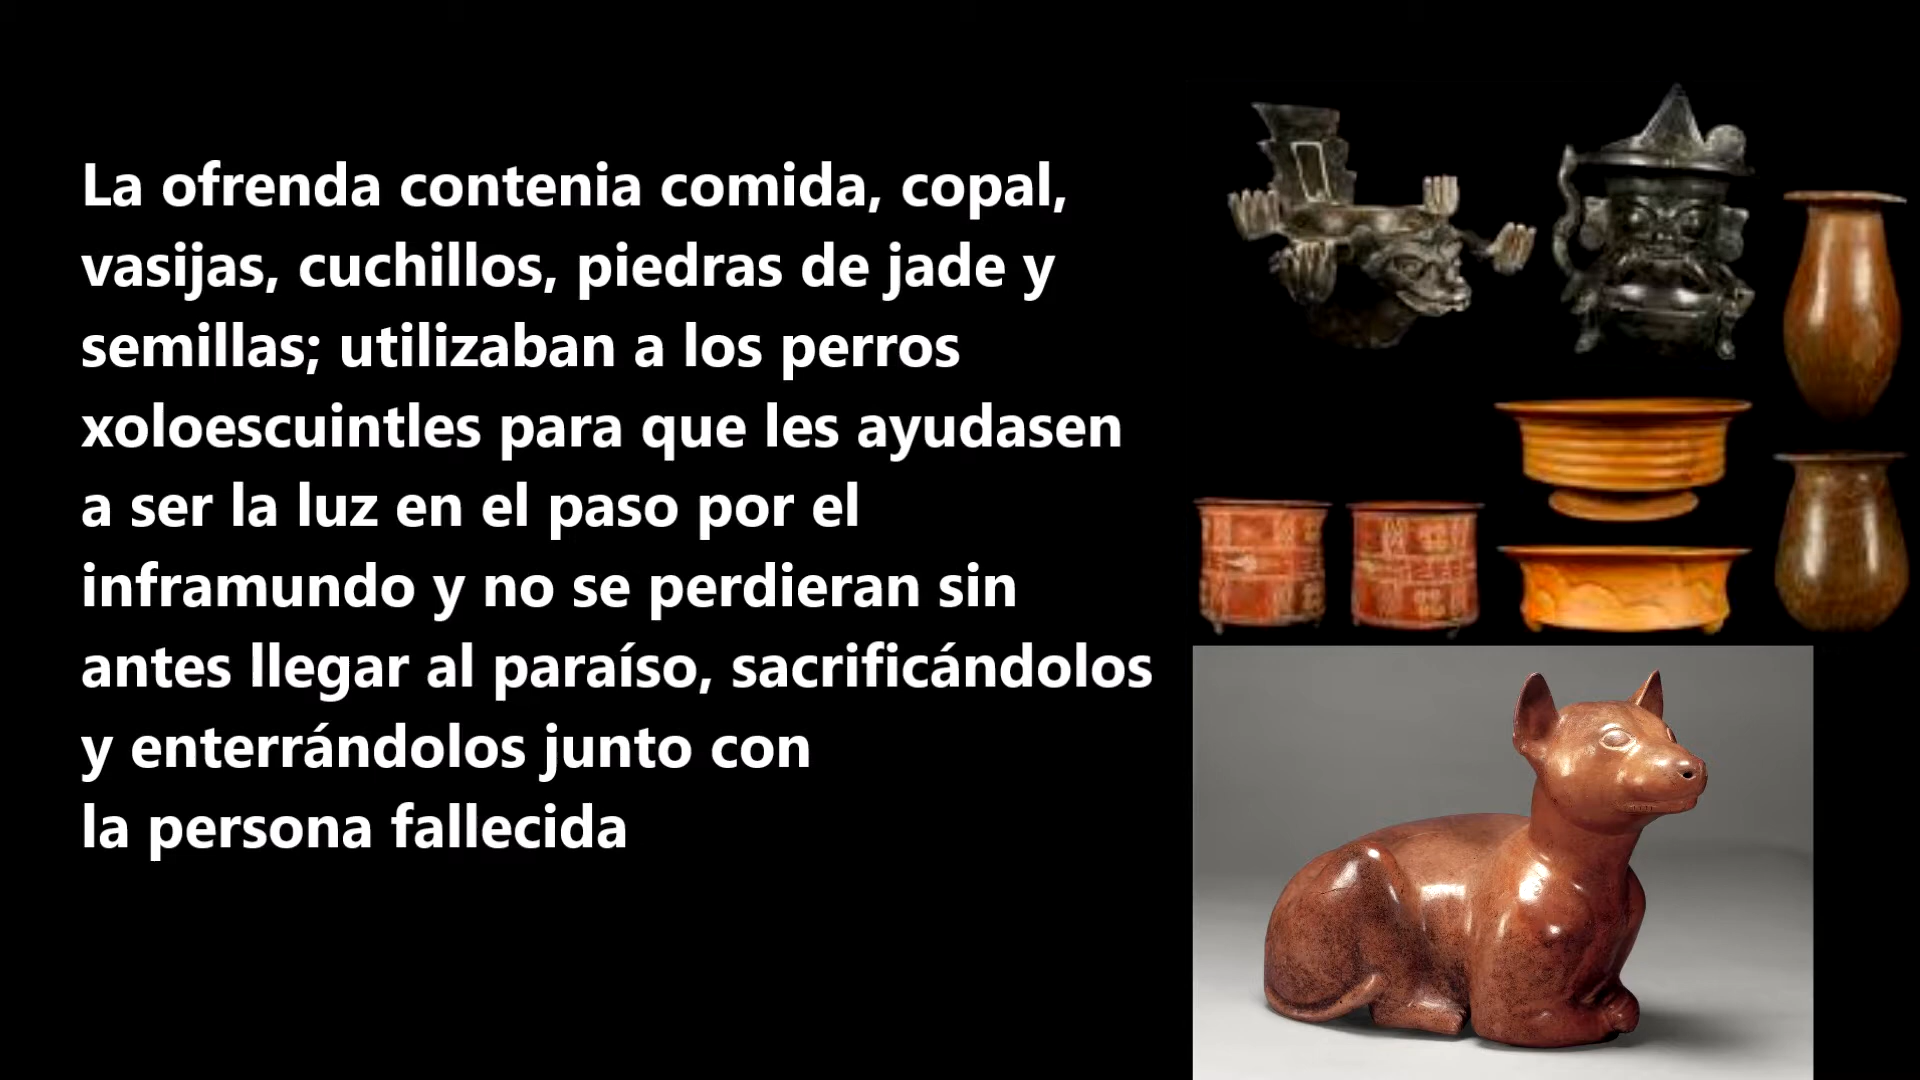 La ofrenda contenia comida, copal,
vasijas, cuchillos, piedras de jade y
semillas; utilizaban a los perros
xoloescuintles para que les ayudasen
a ser la luz en el paso por el
inframundo y no se perdieran sin
antes llegar al paraíso, sacrificándolos
y enterrándolos junto con
la persona fallecida